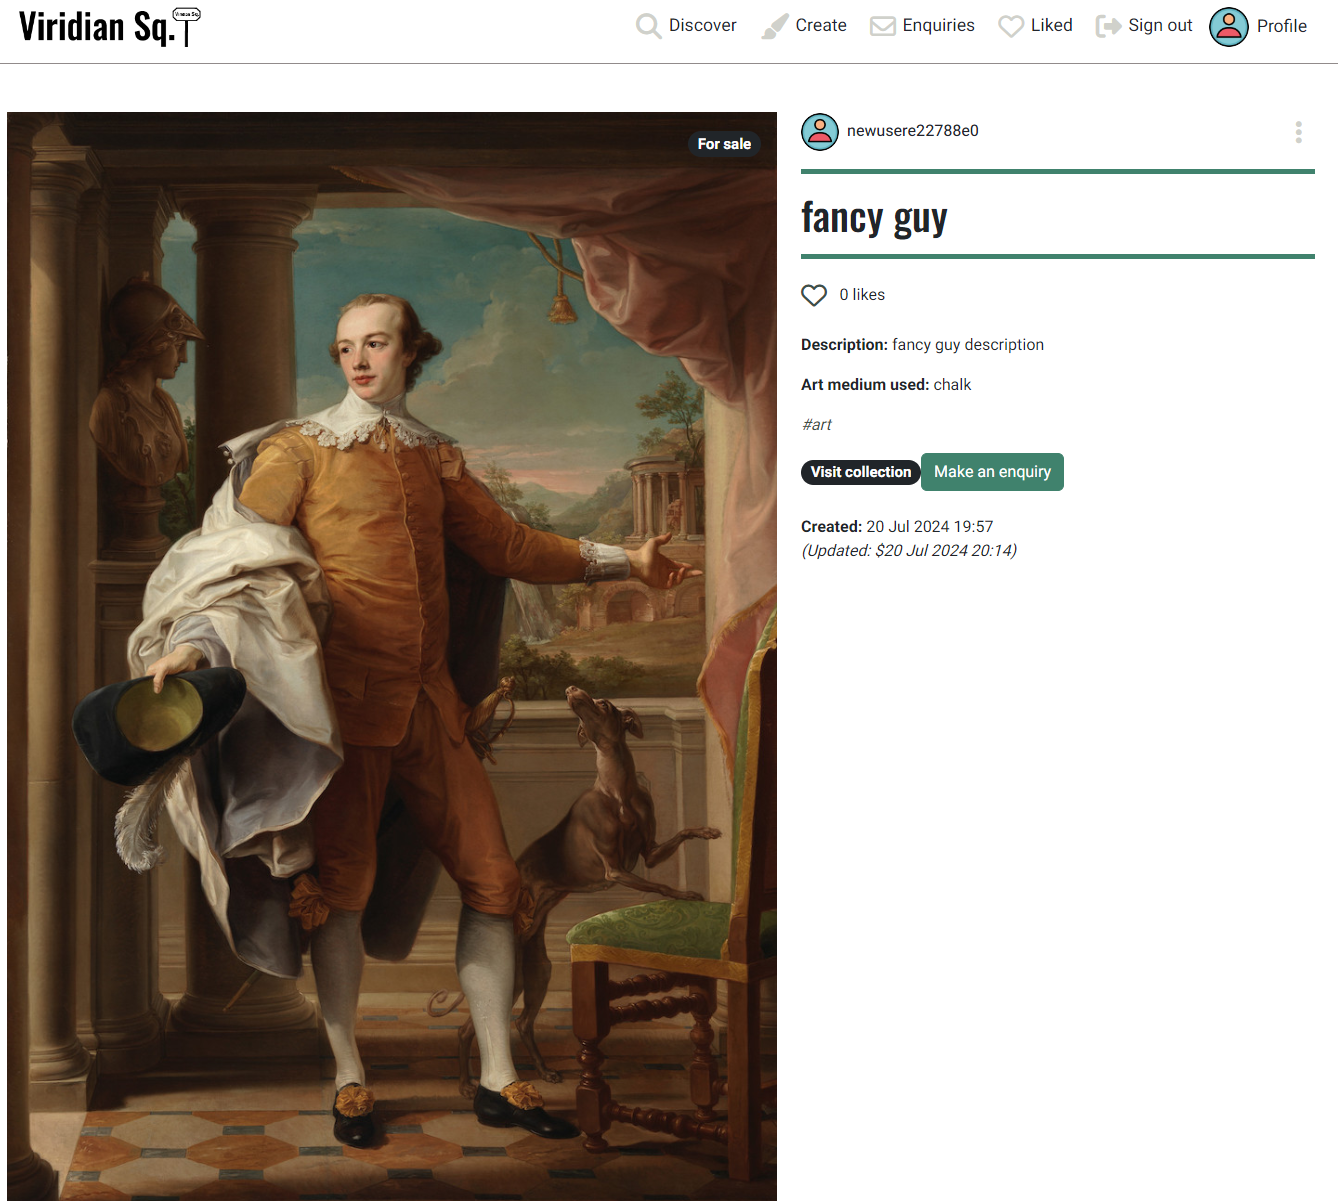 Viridian Sq.
Viridian Sq.
Discover
Create
Enquiries
Liked
Sign out
Profile
For sale
newusere22788e0
fancy guy
0 likes
Description: fancy guy description
Art medium used: chalk
#art
Visit collection
Make an enquiry
Created: 20 Jul 2024 19:57
(Updated: $20 Jul 2024 20:14)